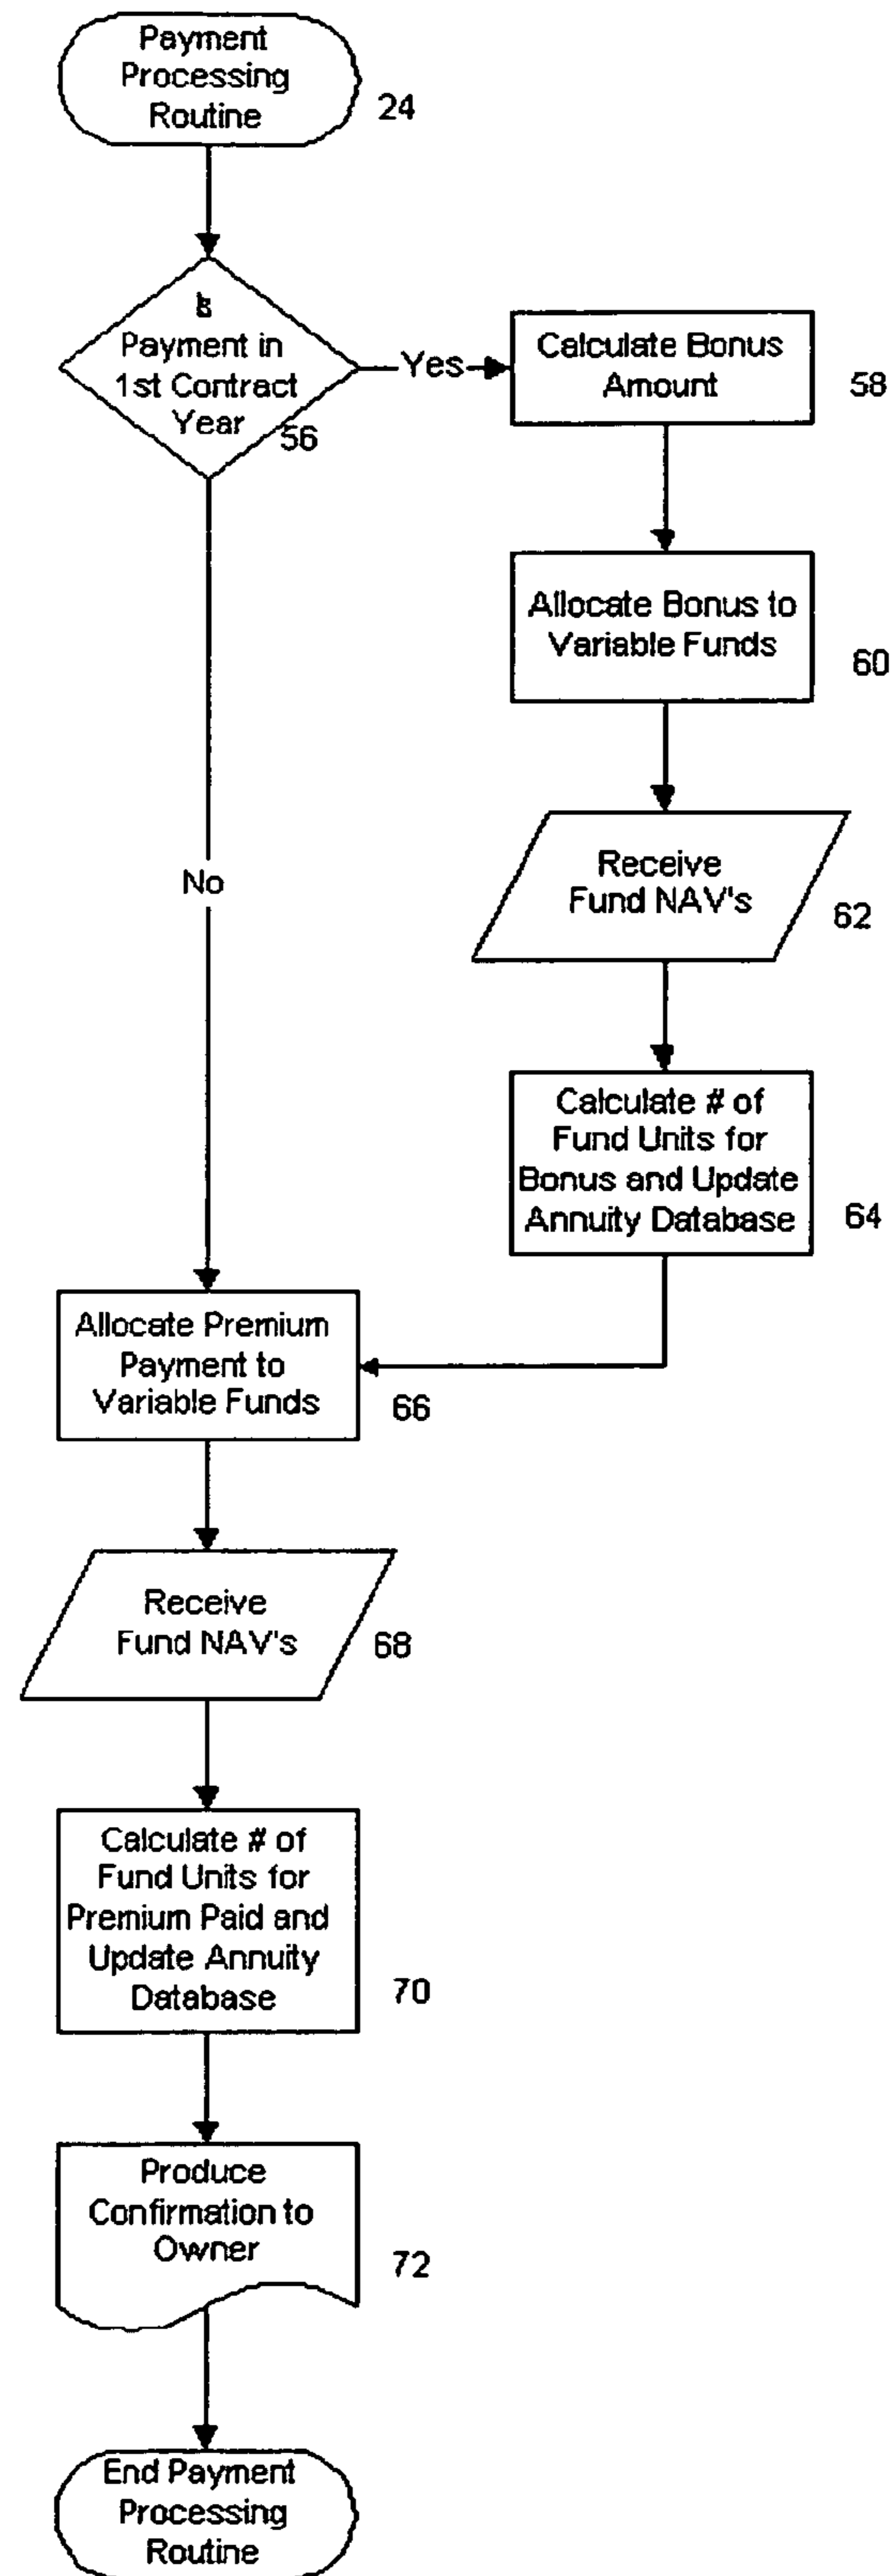 Payment
Processing
Routine
24
Is
Payment in
1st Contract
Year
56
Yes
Calculate Bonus
Amount
58
Allocate Bonus to
Variable Funds
60
Receive
Fund NAV's
62
Calculate # of
Fund Units for
Bonus and Update
Annuity Database
64
No
Allocate Premium
Payment to
Variable Funds
66
Receive
Fund NAV's
68
Calculate # of
Fund Units for
Premium Paid and
Update Annuity
Database
70
Produce
Confirmation to
Owner
72
End Payment
Processing
Routine